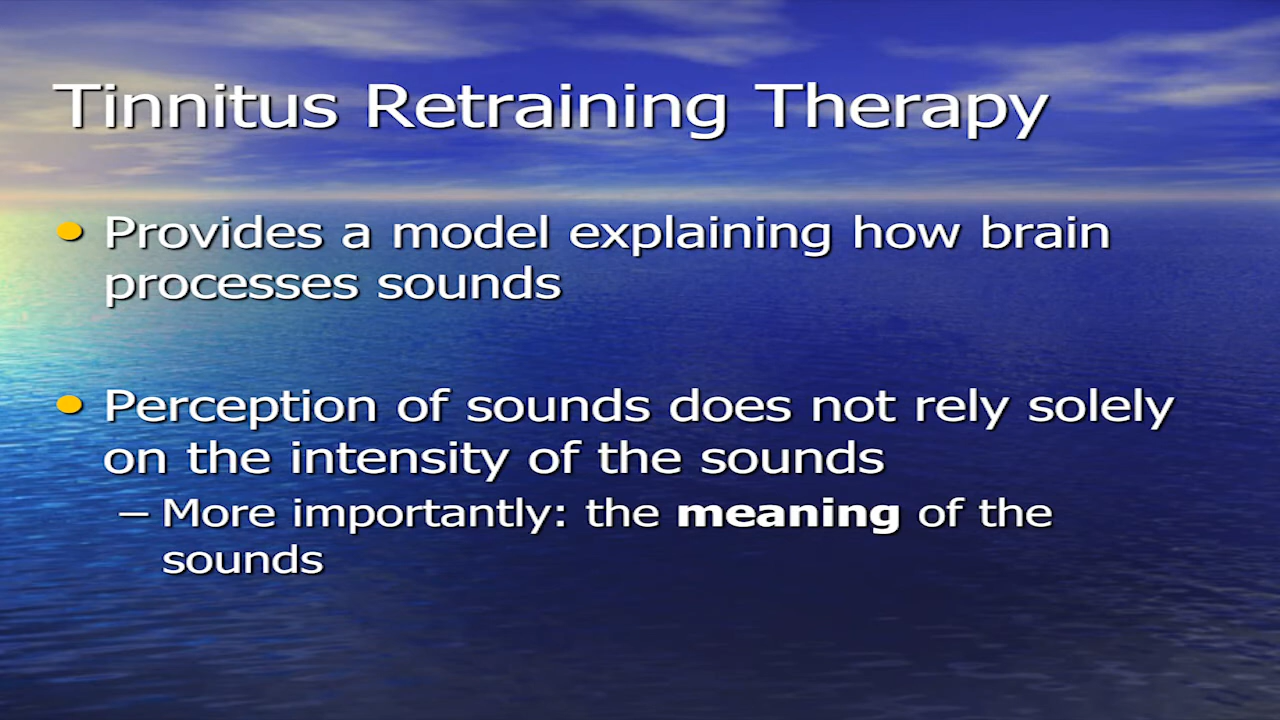 Tinnitus Retraining Therapy
• Provides a model explaining how brain
processes sounds
• Perception of sounds does not rely solely
on the intensity of the sounds
– More importantly: the meaning of the
sounds